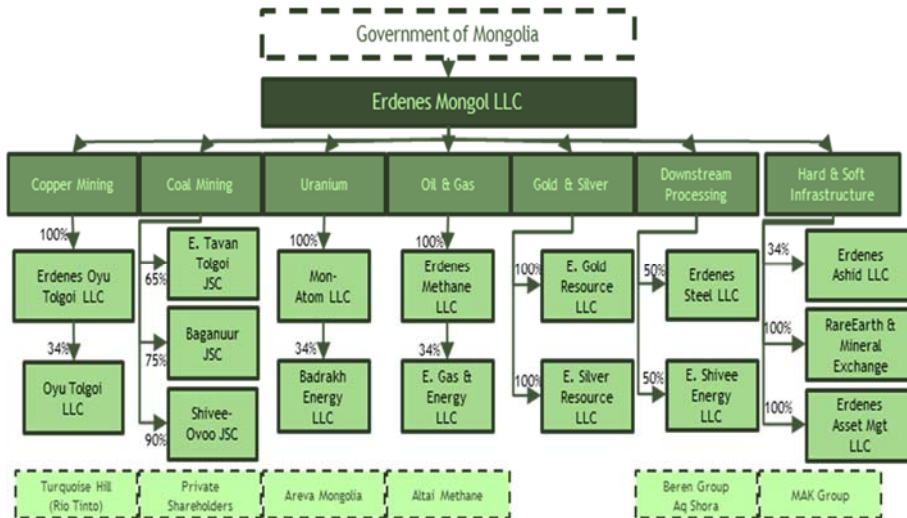 Government of Mongolia
Erdenes Mongol LLC
Copper Mining
Coal Mining
Uranium
Oil & Gas
Gold & Silver
Downstream
Processing
Hard & Soft
Infrastructure
100%
Erdenes Oyu
Tolgoi LLC
34%
Oyu Tolgoi
LLC
65%
E. Tavan
Tolgoi
JSC
75%
Baganuur
JSC
90%
Shivee-
Ovoo JSC
100%
Mon-
Atom LLC
34%
Badrakh
Energy
LLC
100%
Erdenes
Methane
LLC
34%
E. Gas &
Energy
LLC
100%
E. Gold
Resource
LLC
100%
E. Silver
Resource
LLC
50%
Erdenes
Steel LLC
50%
E. Shivee
Energy
LLC
34%
Erdenes
Ashid LLC
100%
RareEarth &
Mineral
Exchange
100%
Erdenes
Asset Mgt
LLC
Turquoise Hill
(Rio Tinto)
Private
Shareholders
Areva Mongolia
Altai Methane
Beren Group
Aq Shora
MAK Group